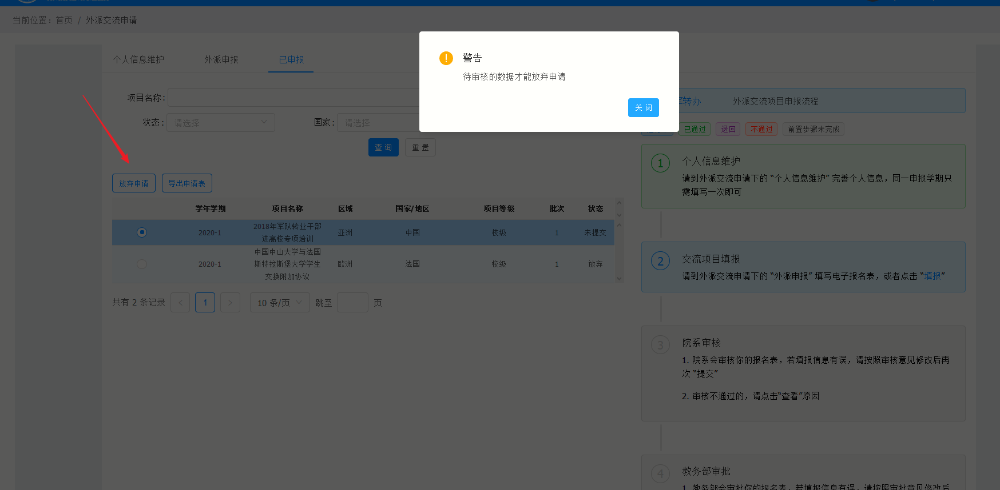 当前位置：首页 / 外派交流申请
警告
待审核的数据才能放弃申请
关 闭
个人信息维护
外派申报
已申报
项目名称:
状态:
请选择
国家:
请选择
查 询
重 置
放弃申请
导出申请表
学年学期 项目名称 区域 国家/地区 项目等级 批次 状态
2020-1 2018年军队转业干部进高校专项培训 亚洲 中国 校级 1 未提交
2020-1 中国中山大学与法国斯特拉斯堡大学学生交换附加协议 欧洲 法国 校级 1 放弃
共有 2 条记录 < 1 > 10 条/页 跳至 页
转办
外派交流项目申报流程
已通过
退回
不通过
前置步骤未完成
1
个人信息维护
请到外派交流申请下的 “个人信息维护” 完善个人信息，同一申报学期只
需填写一次即可
2
交流项目填报
请到外派交流申请下的 “外派申报” 填写电子报名表，或者点击 “填报”
3
院系审核
1. 院系会审核你的报名表，若填报信息有误，请按照审核意见修改后再
次 “提交”
2. 审核不通过的，请点击“查看”原因
4
教务部审批
1. 教务部会审批你的报名表，若填报信息有误，请按照审批意见修改后